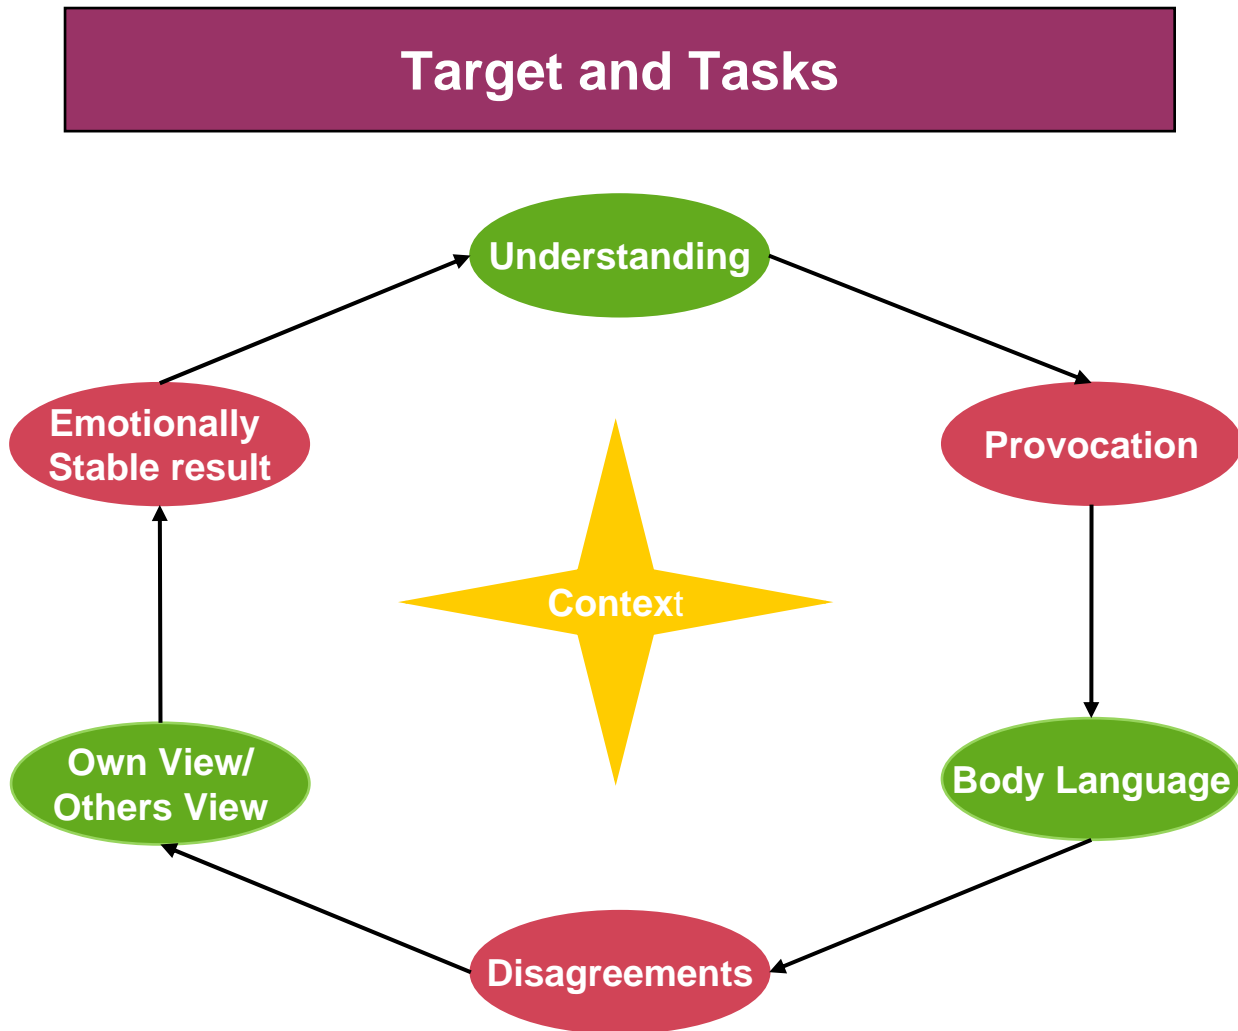 Target and Tasks
Understanding
Emotionally
Stable result
Provocation
Context
Own View/
Others View
Body Language
Disagreements